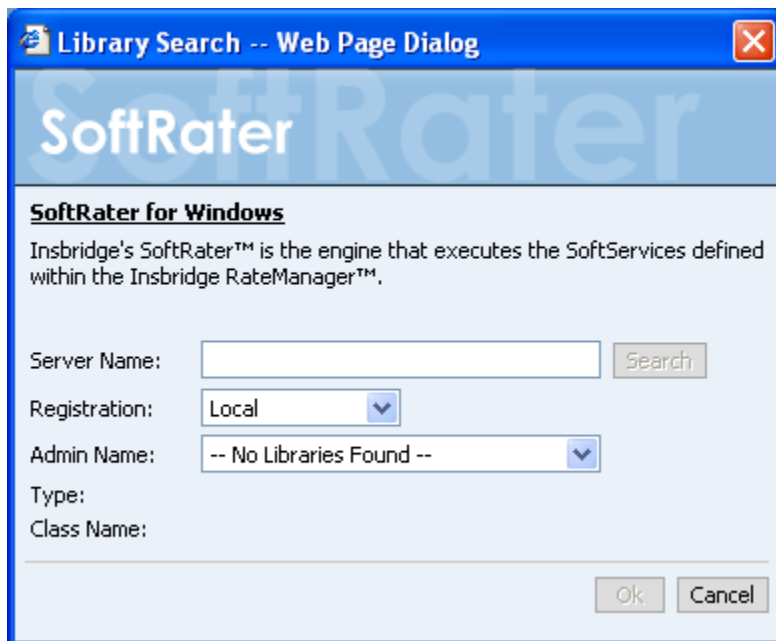 Library Search -- Web Page Dialog
SoftRater
SoftRater
SoftRater for Windows
Insbridge's SoftRater™ is the engine that executes the SoftServices defined
within the Insbridge RateManager™.
Server Name:
Search
Registration:
Local
Admin Name:
-- No Libraries Found --
Type:
Class Name:
Ok
Cancel